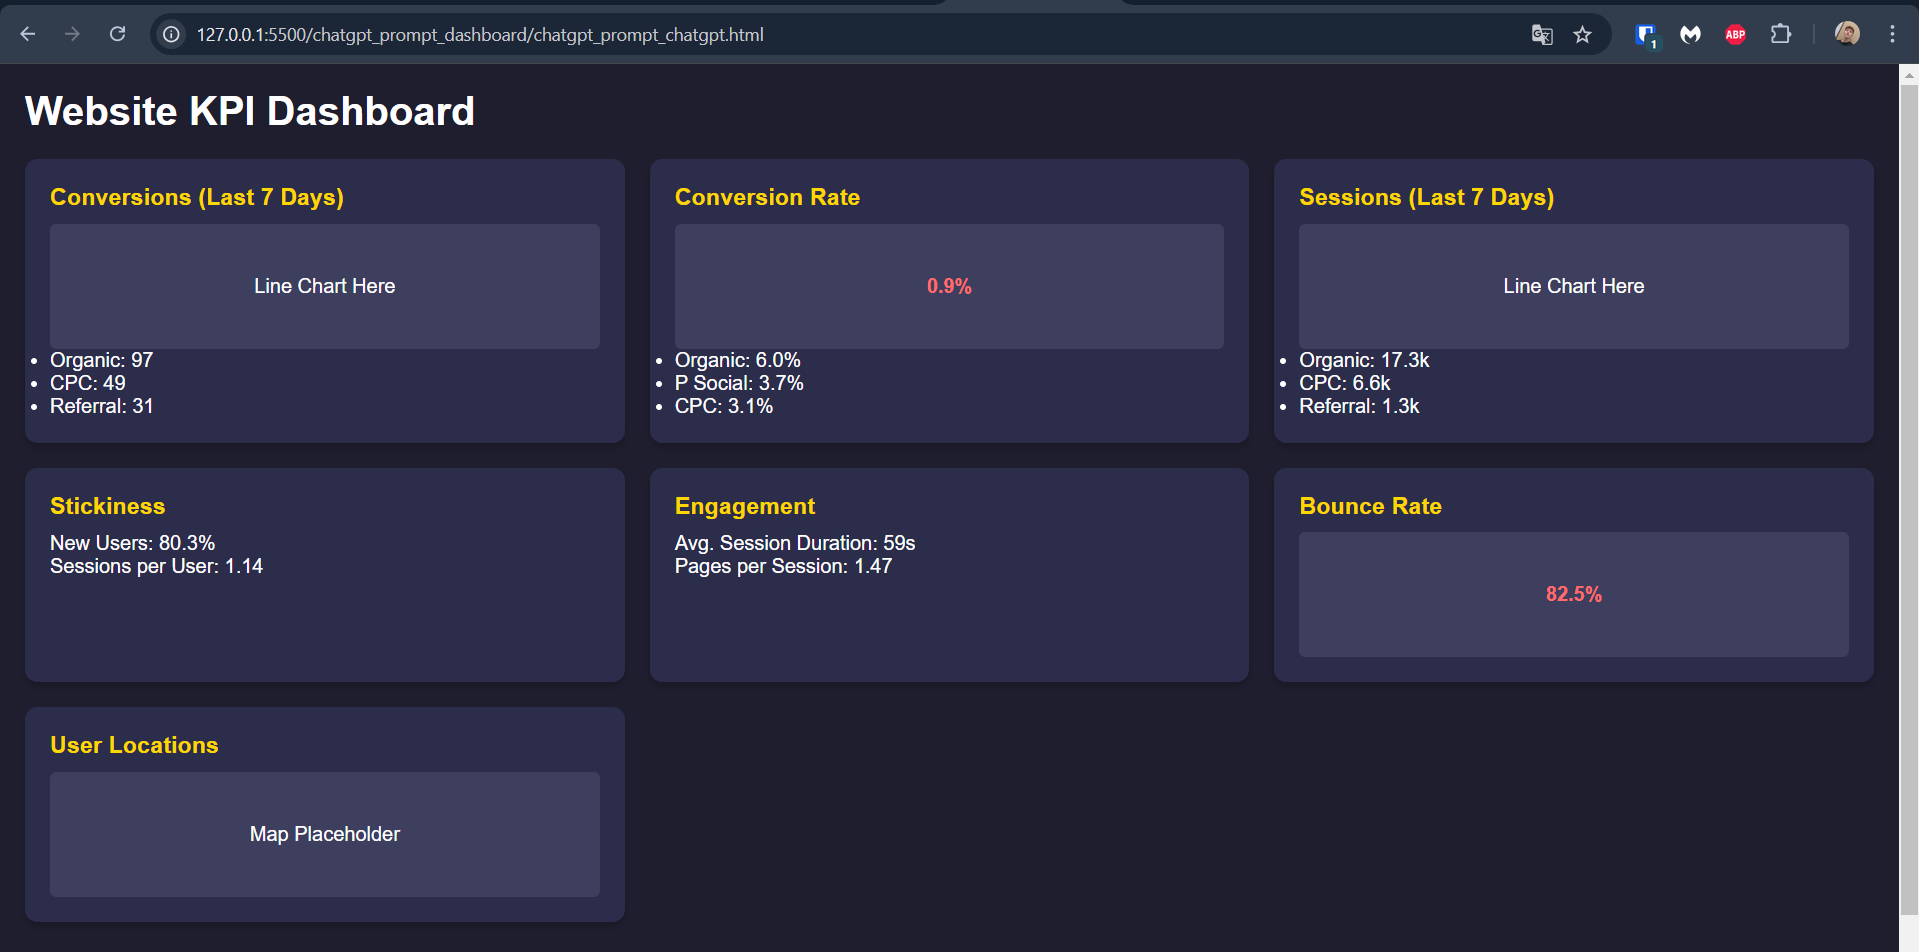 127.0.0.1:5500/chatgpt_prompt_dashboard/chatgpt_prompt_chatgpt.html
1
ABP
Website KPI Dashboard
Conversions (Last 7 Days)
Line Chart Here
• Organic: 97
• CPC: 49
• Referral: 31
Conversion Rate
0.9%
• Organic: 6.0%
• P Social: 3.7%
• CPC: 3.1%
Sessions (Last 7 Days)
Line Chart Here
• Organic: 17.3k
• CPC: 6.6k
• Referral: 1.3k
Stickiness
New Users: 80.3%
Sessions per User: 1.14
Engagement
Avg. Session Duration: 59s
Pages per Session: 1.47
Bounce Rate
82.5%
User Locations
Map Placeholder